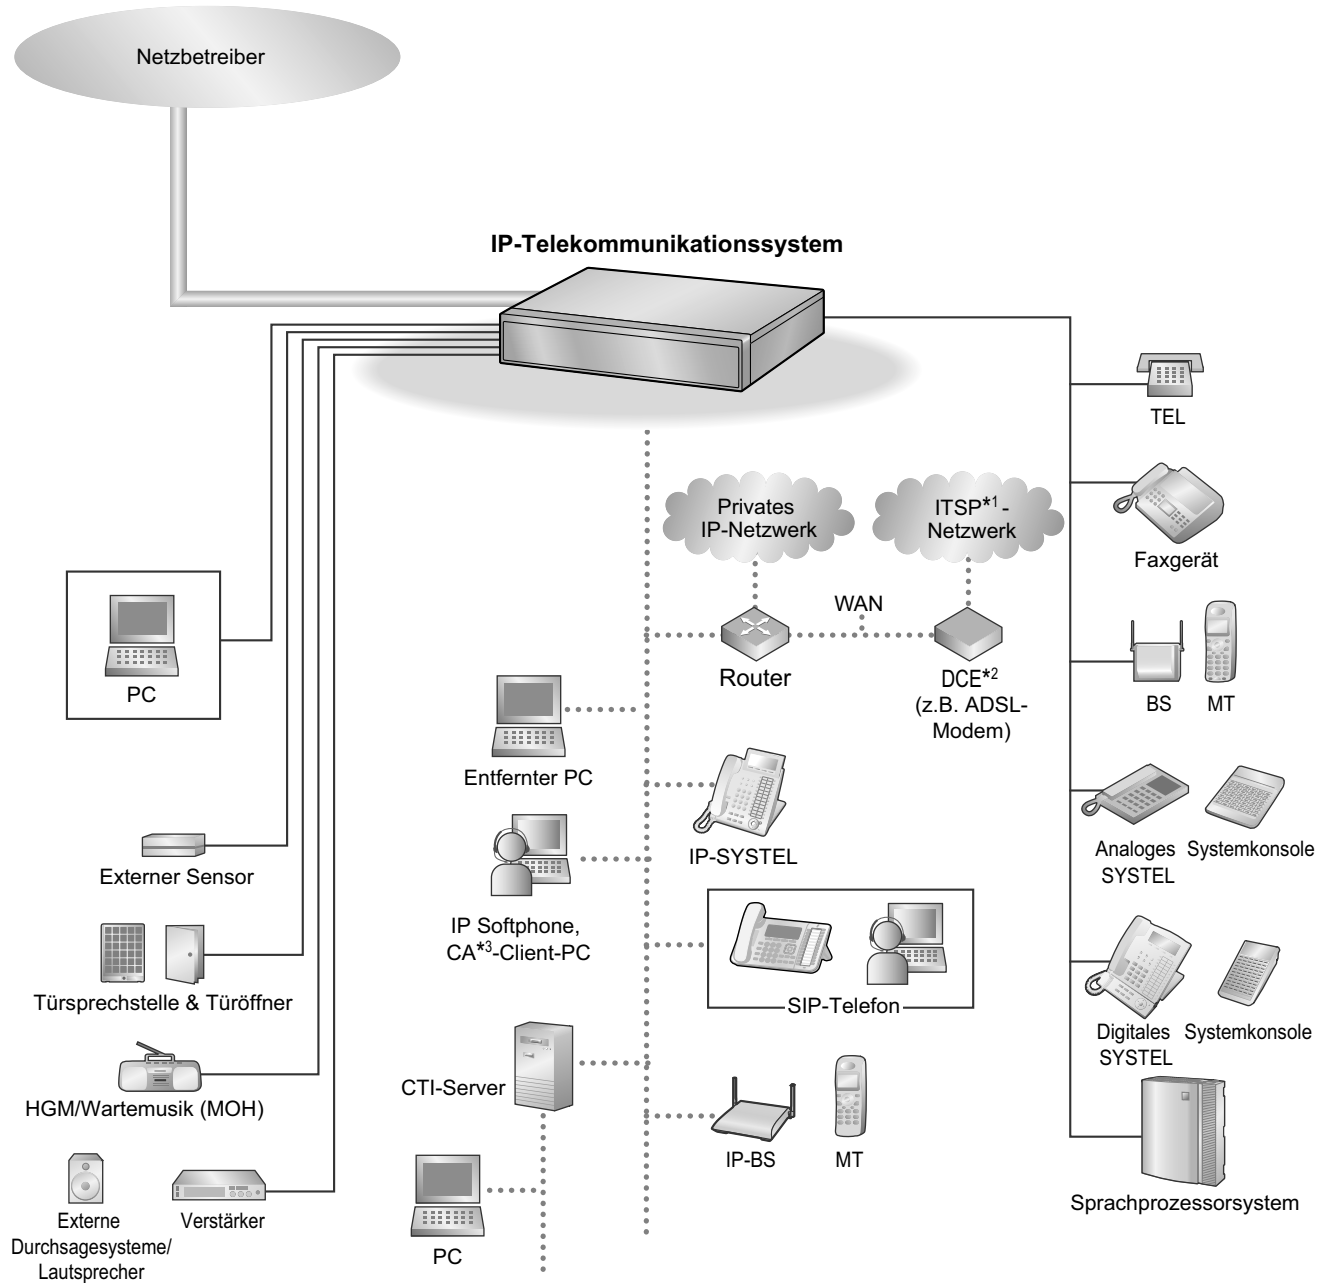 Netzbetreiber
IP-Telekommunikationssystem
TEL
Privates
IP-Netzwerk
ITSP*1-
Netzwerk
Faxgerät
WAN
PC
Router
DCE*2
(z.B. ADSL-
Modem)
BS
MT
Entfernter PC
IP-SYSTEL
Analoges
SYSTEL
Systemkonsole
Externer Sensor
IP Softphone,
CA*3-Client-PC
SIP-Telefon
Türsprechstelle & Türöffner
Digitales
SYSTEL
Systemkonsole
CTI-Server
HGM/Wartemusik (MOH)
IP-BS
MT
Sprachprozessorsystem
Externe
Durchsagesysteme/
Lautsprecher
Verstärker
PC